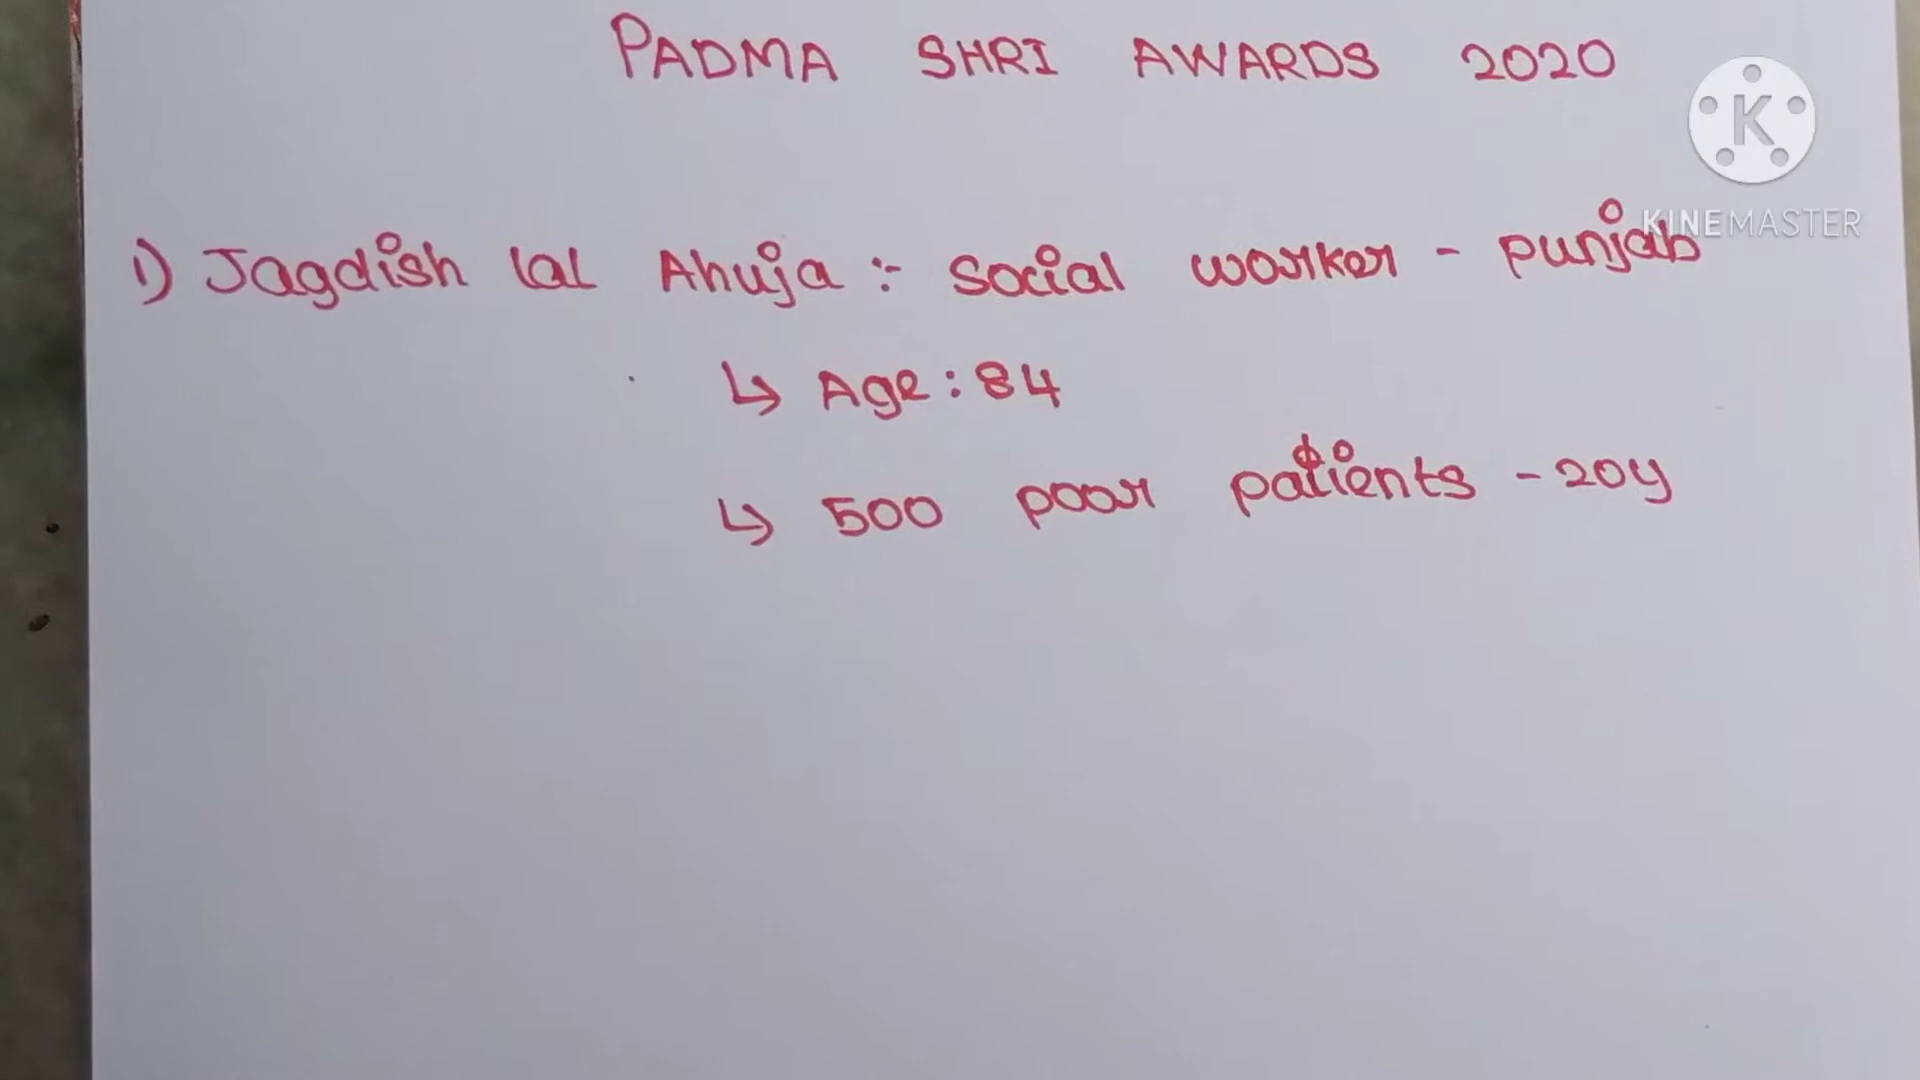 PADMA SHRI AWARDS 2020
K
KINEMASTER
1) Jagdish lal Ahuja :- Social worker - punjab
↳ Age : 84
↳ 500 poor patients - 20y